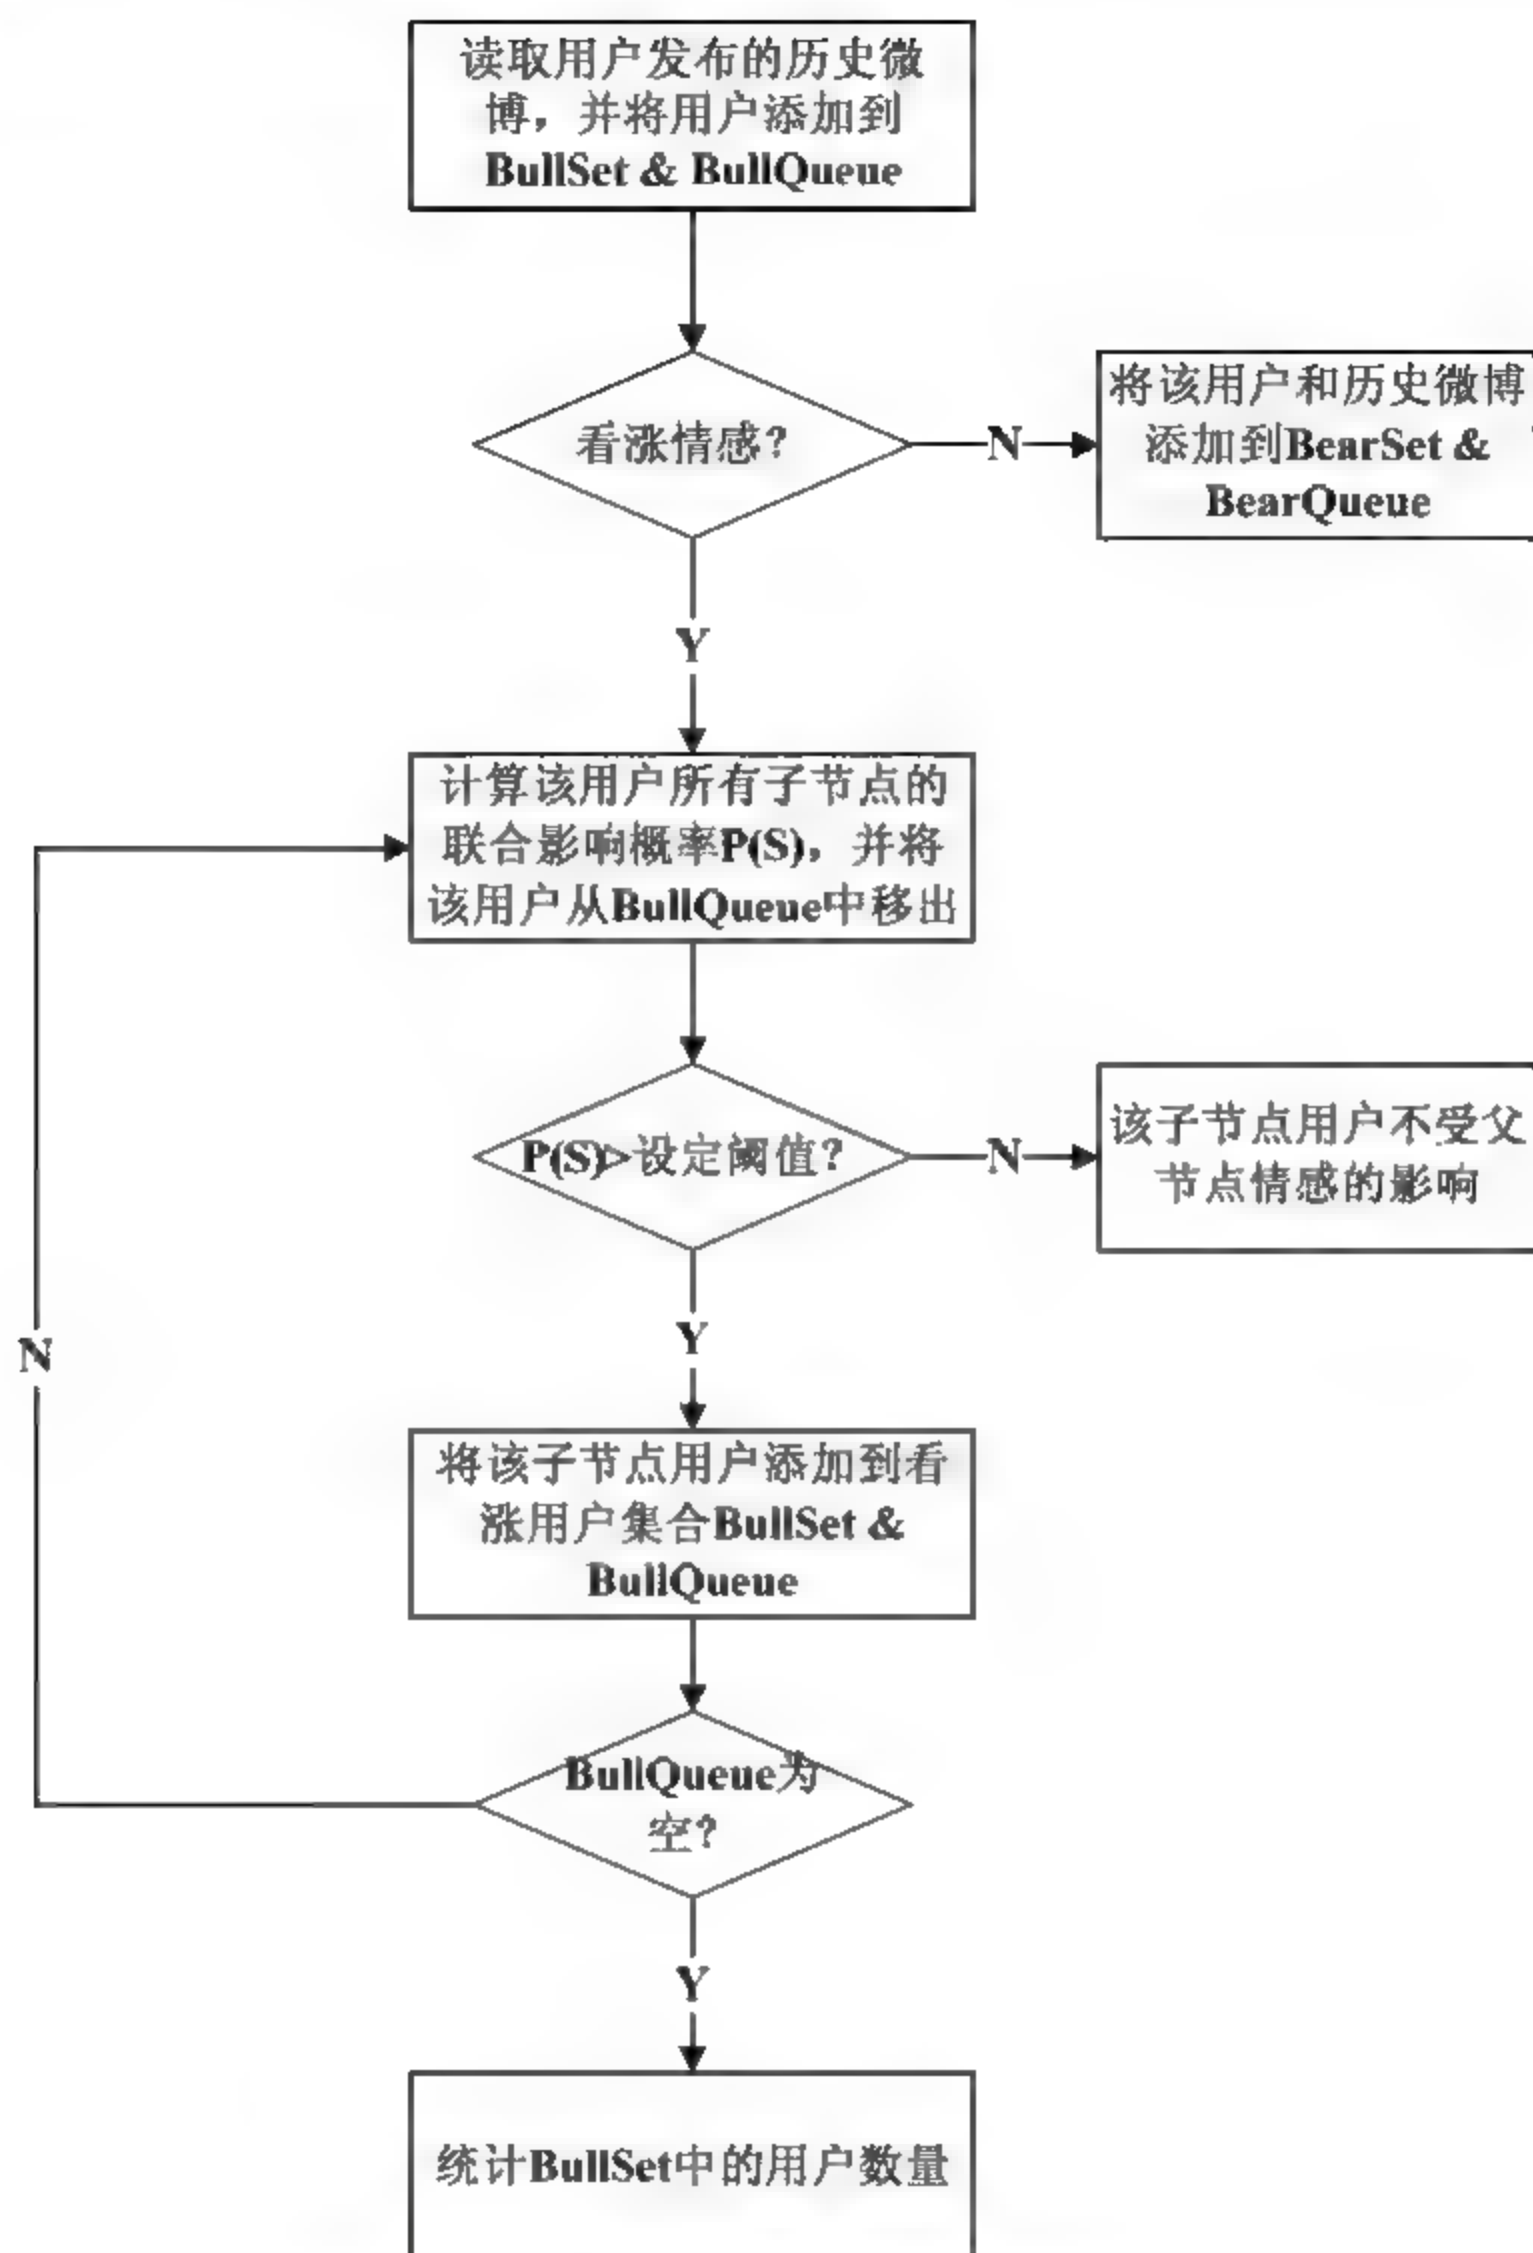 读取用户发布的历史微
博，并将用户添加到
BullSet & BullQueue
看涨情感？
N
将该用户和历史微博
添加到BearSet &
BearQueue
Y
计算该用户所有子节点的
联合影响概率P(S)，并将
该用户从BullQueue中移出
P(S)>设定阈值？
N
该子节点用户不受父
节点情感的影响
Y
N
将该子节点用户添加到看
涨用户集合BullSet &
BullQueue
BullQueue为
空？
Y
统计BullSet中的用户数量